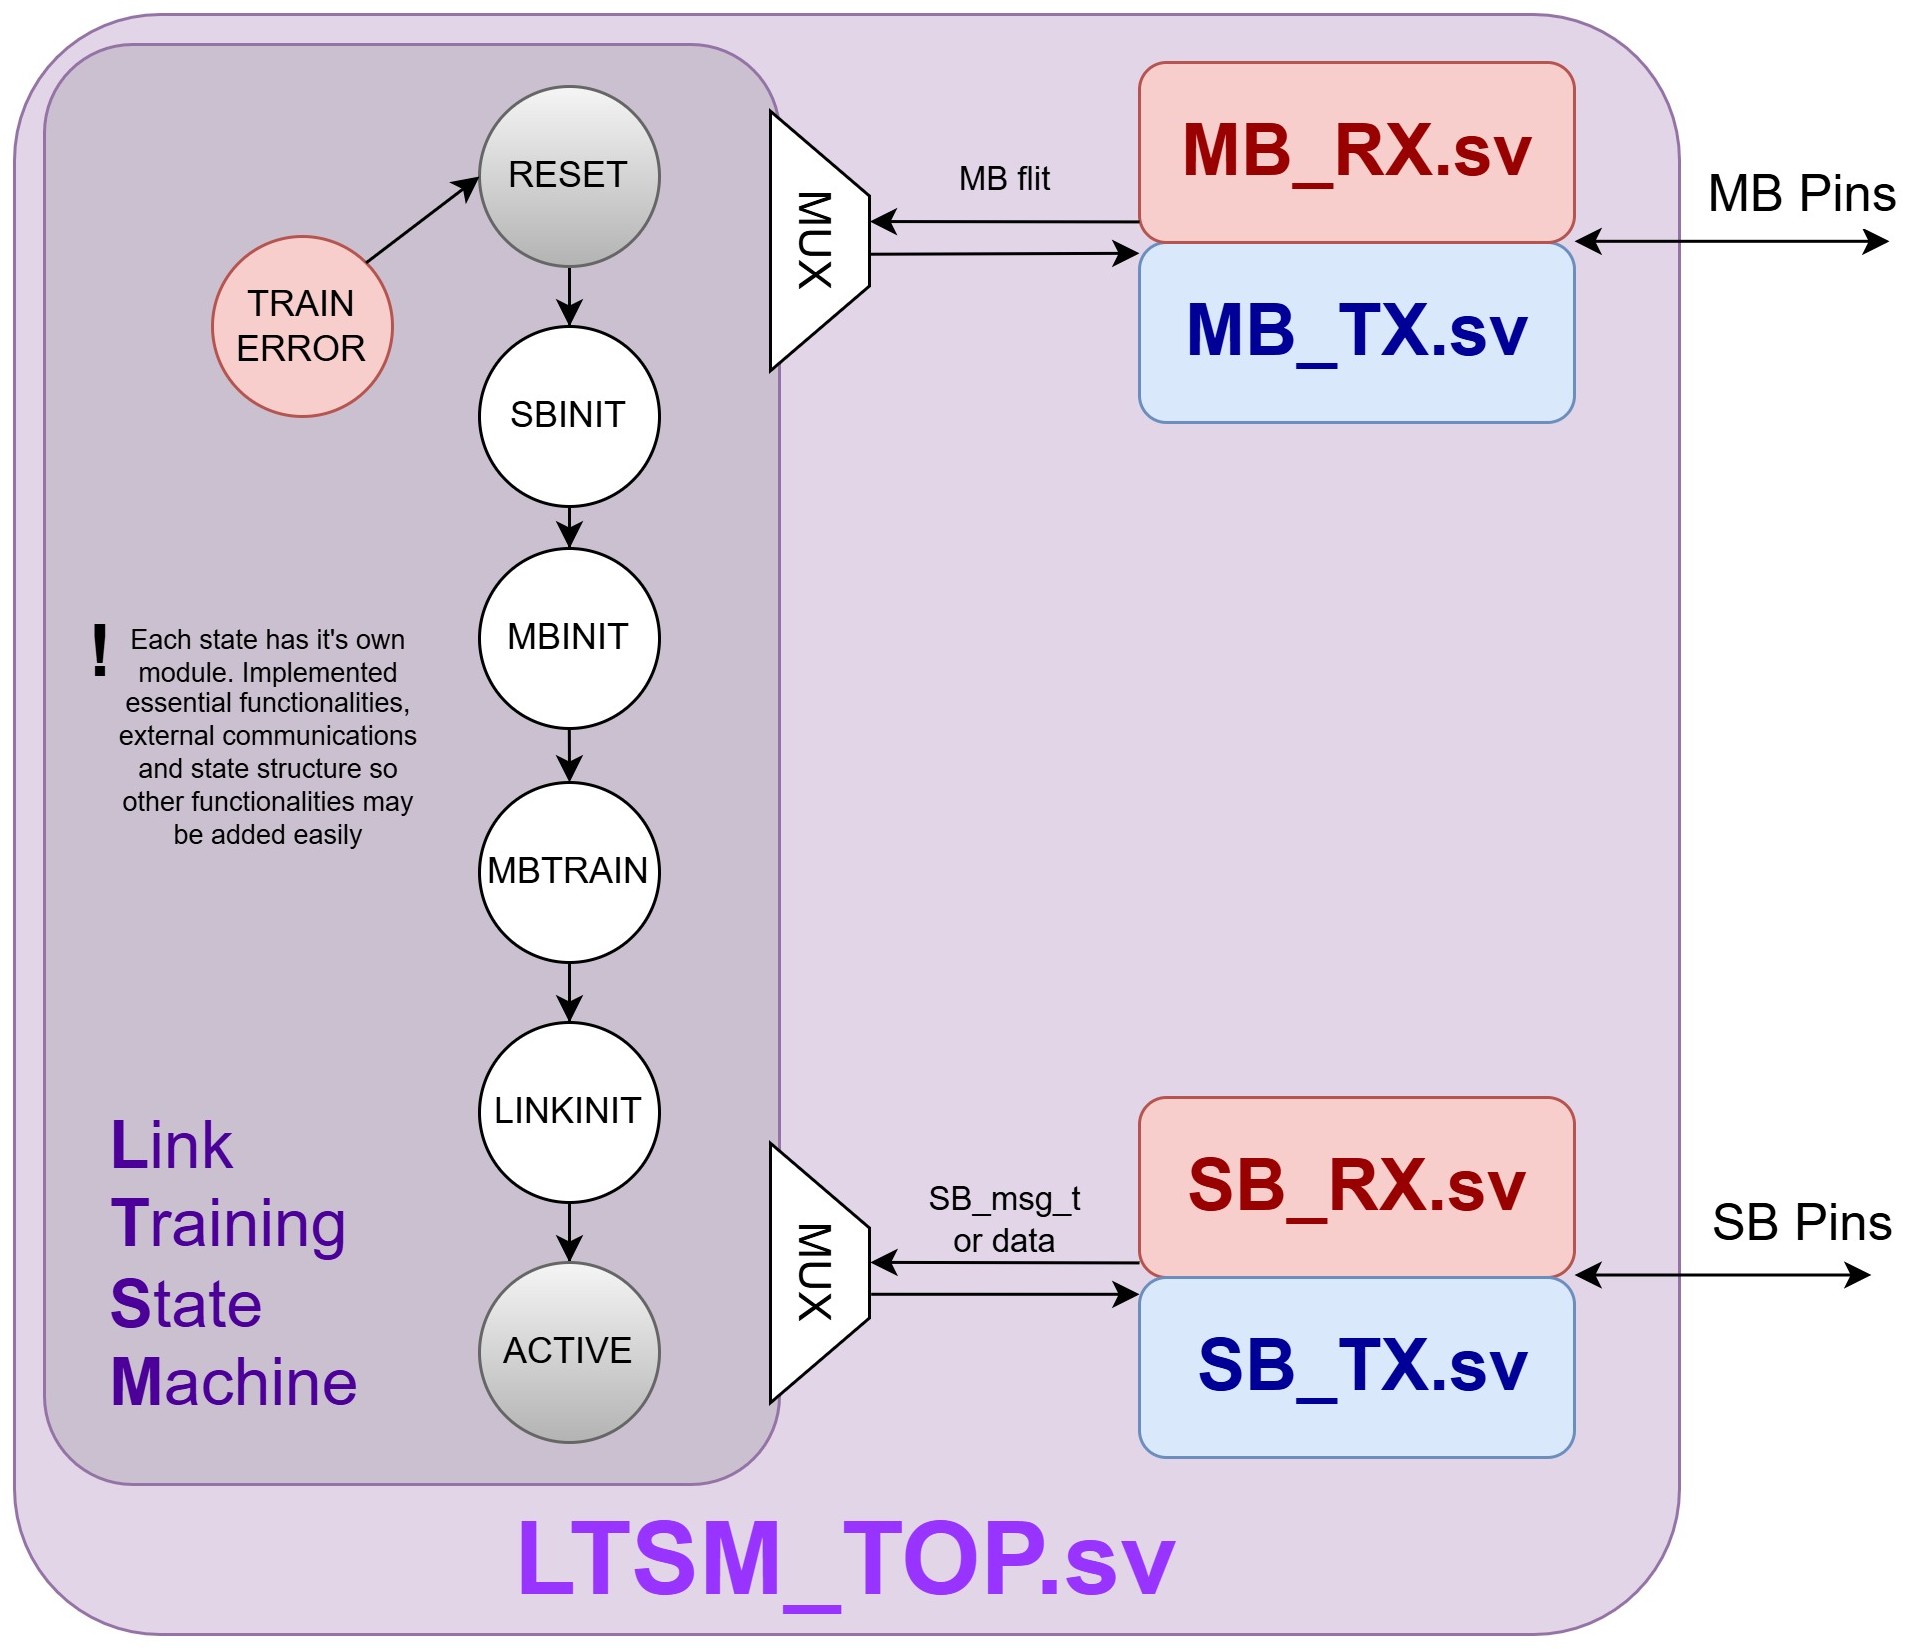 RESET
TRAIN
ERROR
SBINIT
MBINIT
! Each state has it's own
module. Implemented
essential functionalities,
external communications
and state structure so
other functionalities may
be added easily
MBTRAIN
LINKINIT
ACTIVE
Link
Training
State
Machine
MUX
MB flit
MB_RX.sv
MB_TX.sv
MB Pins
MUX
SB_msg_t
or data
SB_RX.sv
SB_TX.sv
SB Pins
LTSM_TOP.sv